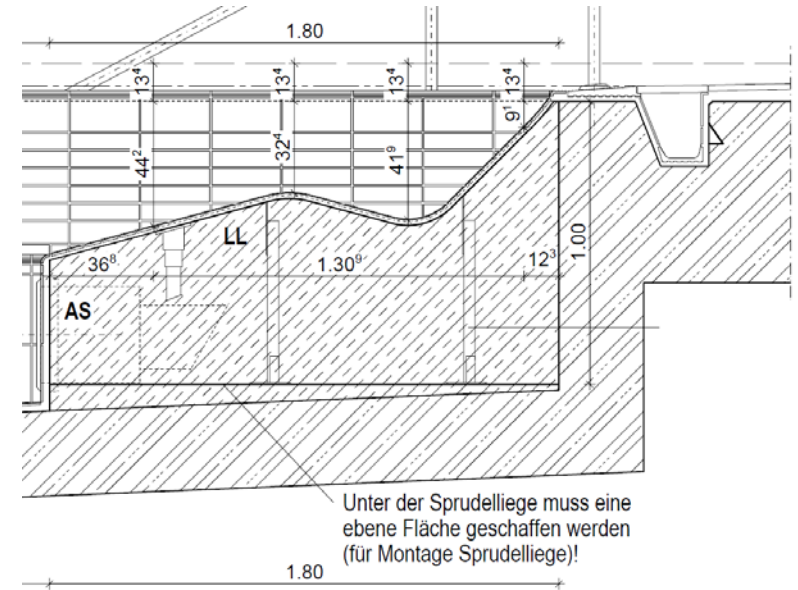 1.80
13⁴ 13⁴ 13⁴ 13⁴
44² 32⁴ 41⁹ 9¹
LL
36⁸ 1.30⁹ 12³ 1.00
AS
Unter der Sprudelliege muss eine
ebene Fläche geschaffen werden
(für Montage Sprudelliege)!
1.80